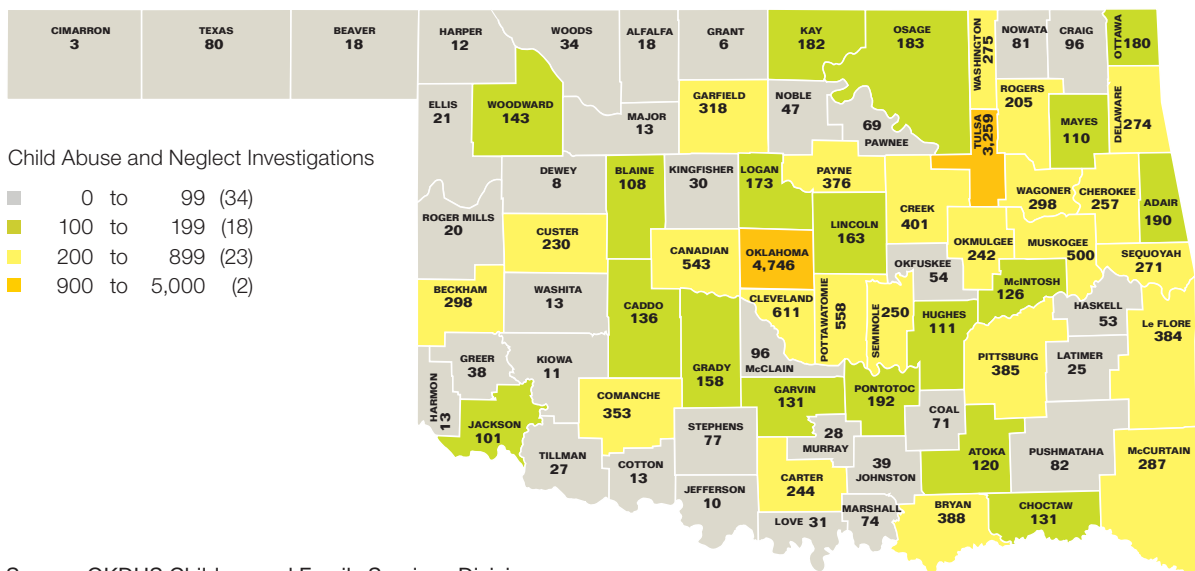 CIMARRON
3
TEXAS
80
BEAVER
18
HARPER
12
WOODS
34
ALFALFA
18
GRANT
6
KAY
182
OSAGE
183
WASHINGTON
275
NOWATA
81
CRAIG
96
OTTAWA
180
ELLIS
21
WOODWARD
143
MAJOR
13
GARFIELD
318
NOBLE
47
69
PAWNEE
TULSA
3,259
ROGERS
205
MAYES
110
DELAWARE
274
Child Abuse and Neglect Investigations
0 to 99 (34)
100 to 199 (18)
200 to 899 (23)
900 to 5,000 (2)
DEWEY
8
BLAINE
108
KINGFISHER
30
LOGAN
173
PAYNE
376
CREEK
401
WAGONER
298
CHEROKEE
257
ADAIR
190
ROGER MILLS
20
CUSTER
230
CANADIAN
543
OKLAHOMA
4,746
LINCOLN
163
OKFUSKEE
54
OKMULGEE
242
MUSKOGEE
500
SEQUOYAH
271
BECKHAM
298
WASHITA
13
CADDO
136
GRADY
158
CLEVELAND
611
POTTAWATOMIE
558
SEMINOLE
250
HUGHES
111
McINTOSH
126
HASKELL
53
Le FLORE
384
GREER
38
KIOWA
11
96
McCLAIN
PITTSBURG
385
LATIMER
25
HARMON
13
JACKSON
101
COMANCHE
353
GARVIN
131
PONTOTOC
192
COAL
71
STEPHENS
77
28
MURRAY
ATOKA
120
PUSHMATAHA
82
McCURTAIN
287
TILLMAN
27
COTTON
13
CARTER
244
39
JOHNSTON
JEFFERSON
10
LOVE 31
MARSHALL
74
BRYAN
388
CHOCTAW
131